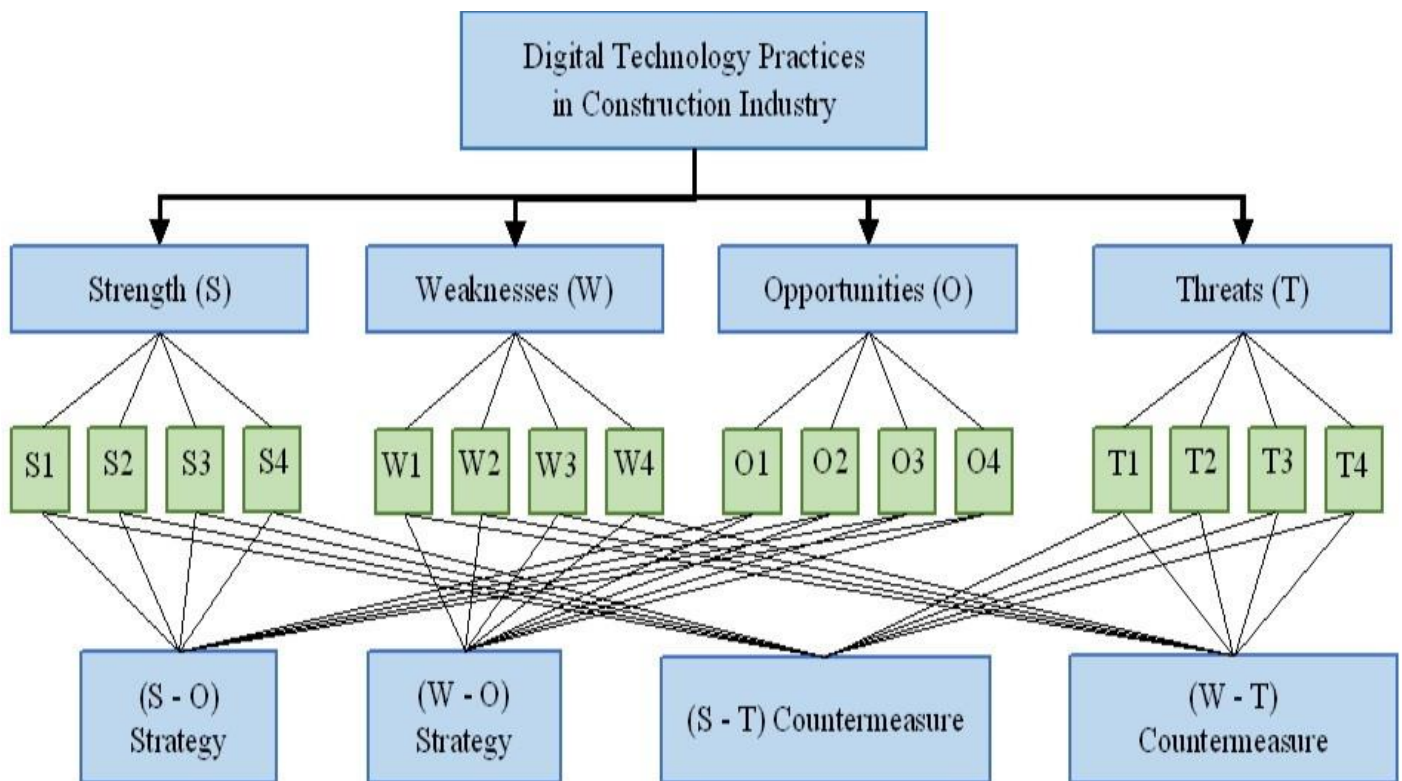 Digital Technology Practices
in Construction Industry
Strength (S)
Weaknesses (W)
Opportunities (O)
Threats (T)
S1
S2
S3
S4
W1
W2
W3
W4
O1
O2
O3
O4
T1
T2
T3
T4
(S - O)
Strategy
(W - O)
Strategy
(S - T) Countermeasure
(W - T)
Countermeasure